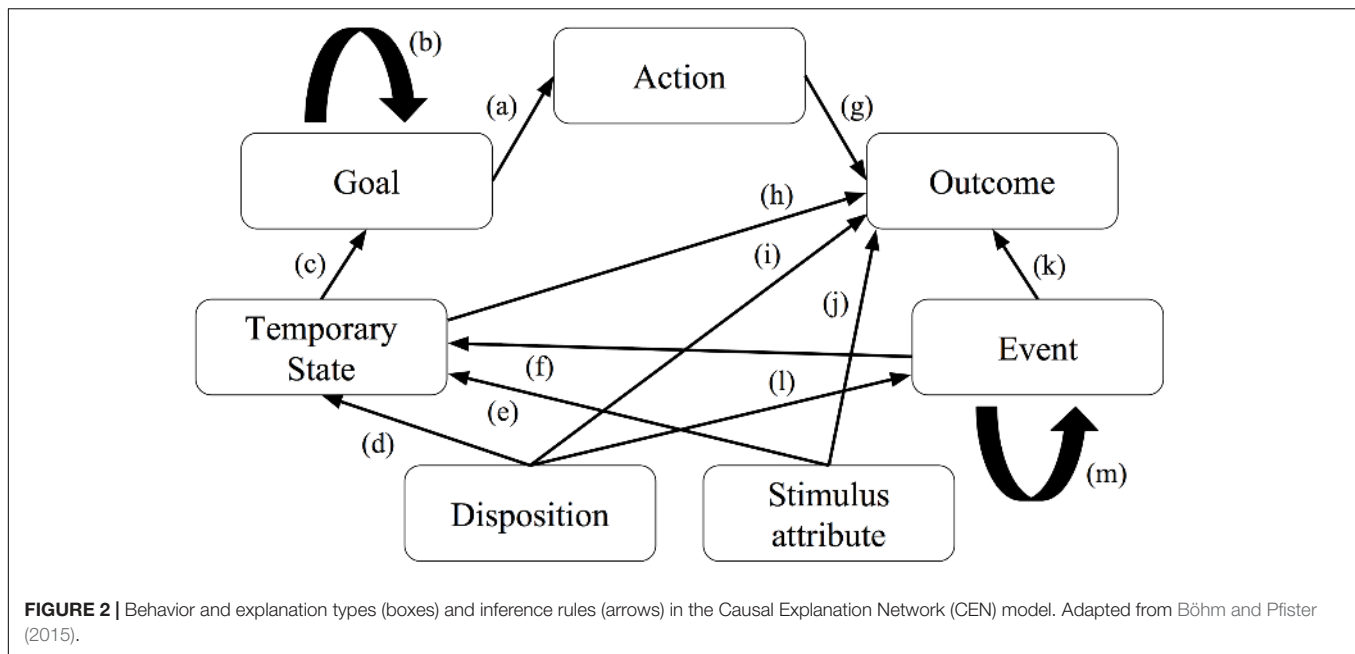 (b)
Action
(a)
(g)
Goal
Outcome
(h)
(c)
(i)
(k)
(j)
Temporary
State
Event
(f)
(l)
(e)
(d)
(m)
Disposition
Stimulus
attribute
FIGURE 2 | Behavior and explanation types (boxes) and inference rules (arrows) in the Causal Explanation Network (CEN) model. Adapted from Böhm and Pfister
(2015).